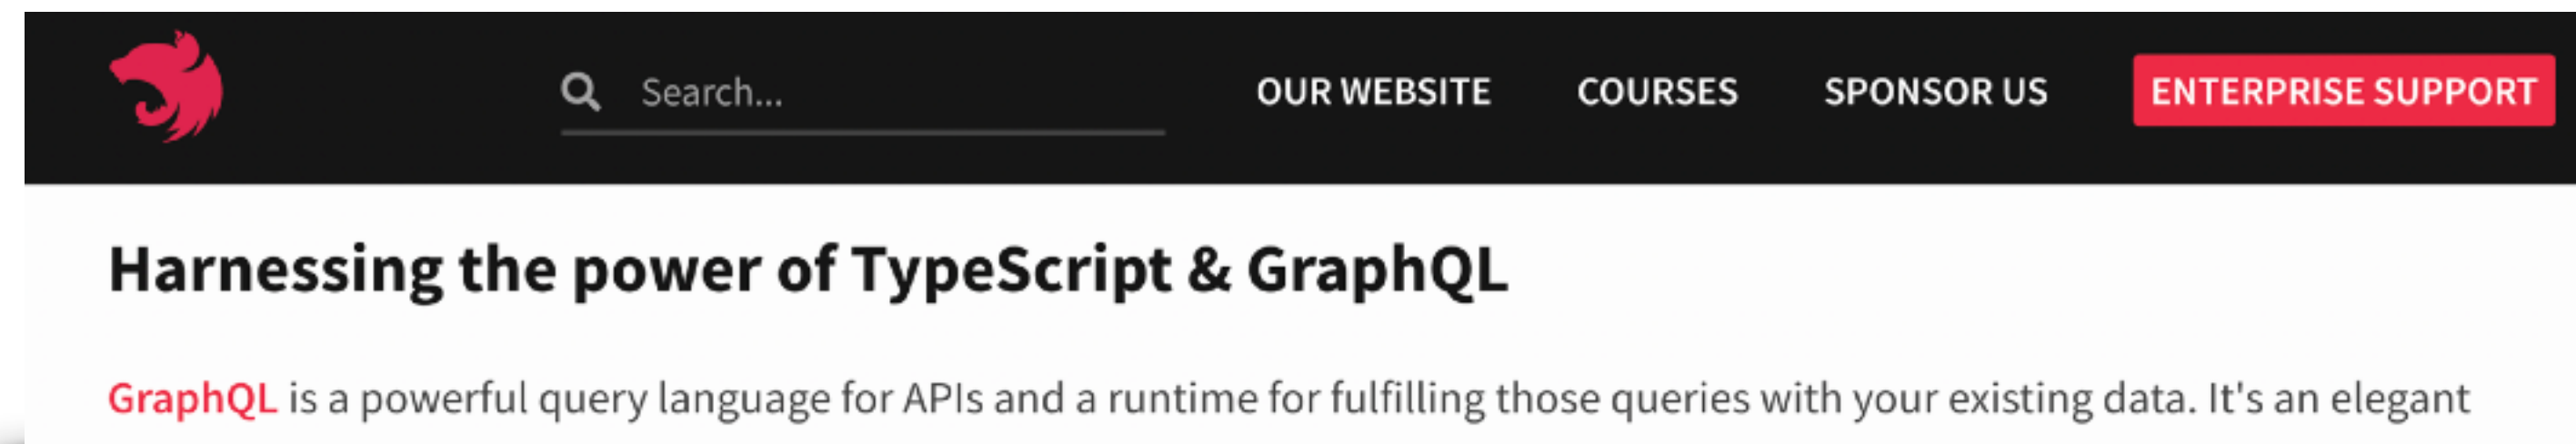 Search...
OUR WEBSITE COURSES SPONSOR US ENTERPRISE SUPPORT
Harnessing the power of TypeScript & GraphQL
GraphQL is a powerful query language for APIs and a runtime for fulfilling those queries with your existing data. It's an elegant